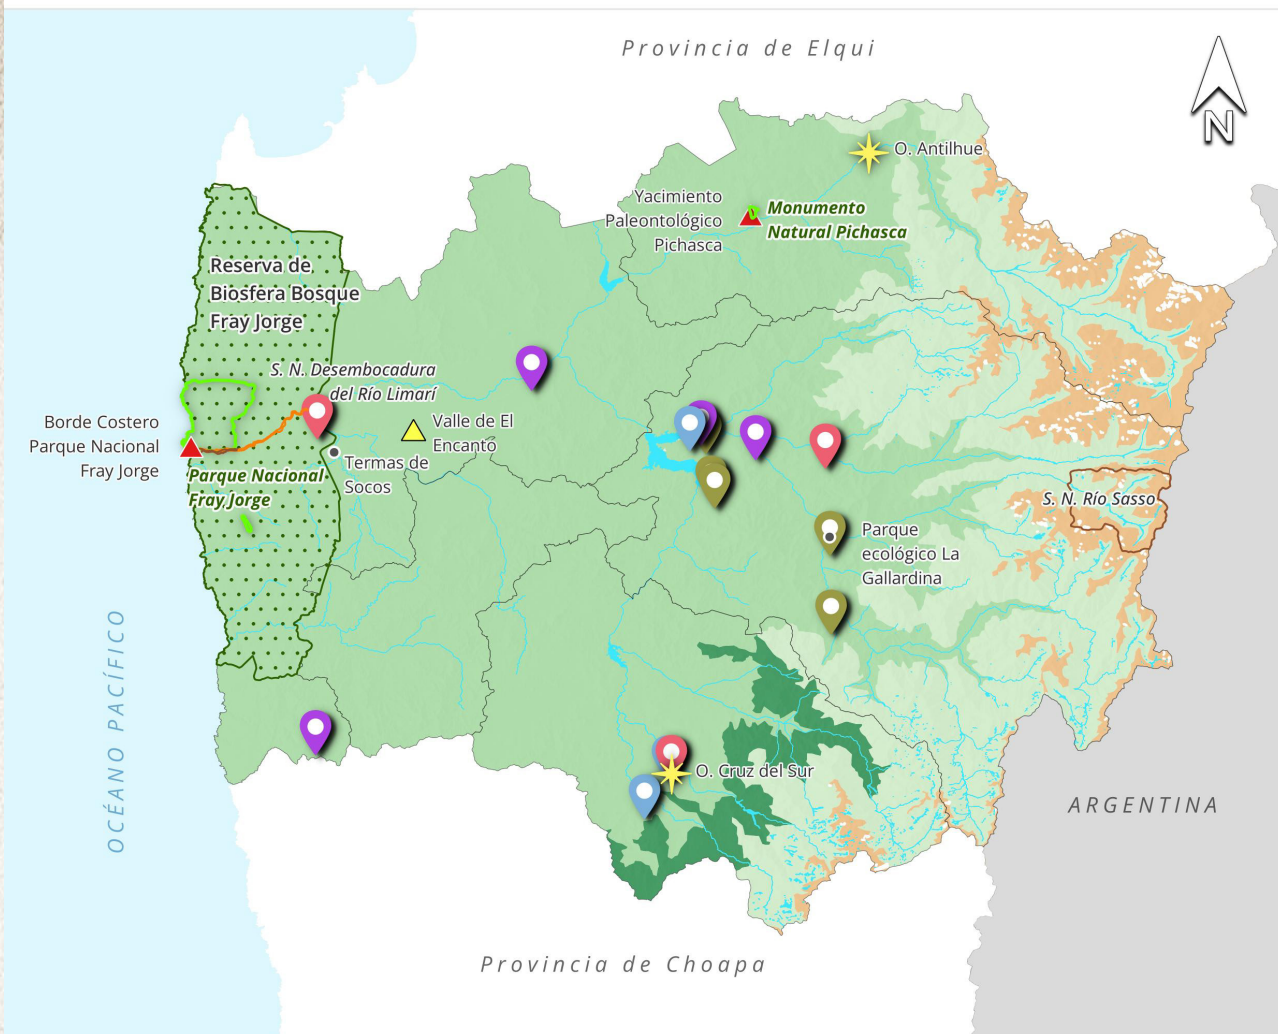 Provincia de Elqui
N
O. Antilhue
Yacimiento
Paleontológico
Pichasca
Monumento
Natural Pichasca
Reserva de
Biosfera Bosque
Fray Jorge
S. N. Desembocadura
del Río Limarí
Borde Costero
Parque Nacional
Fray Jorge
Valle de El
Encanto
Termas de
Socos
Parque Nacional
Fray Jorge
S. N. Río Sasso
Parque
ecológico La
Gallardina
OCÉANO PACÍFICO
O. Cruz del Sur
ARGENTINA
Provincia de Choapa